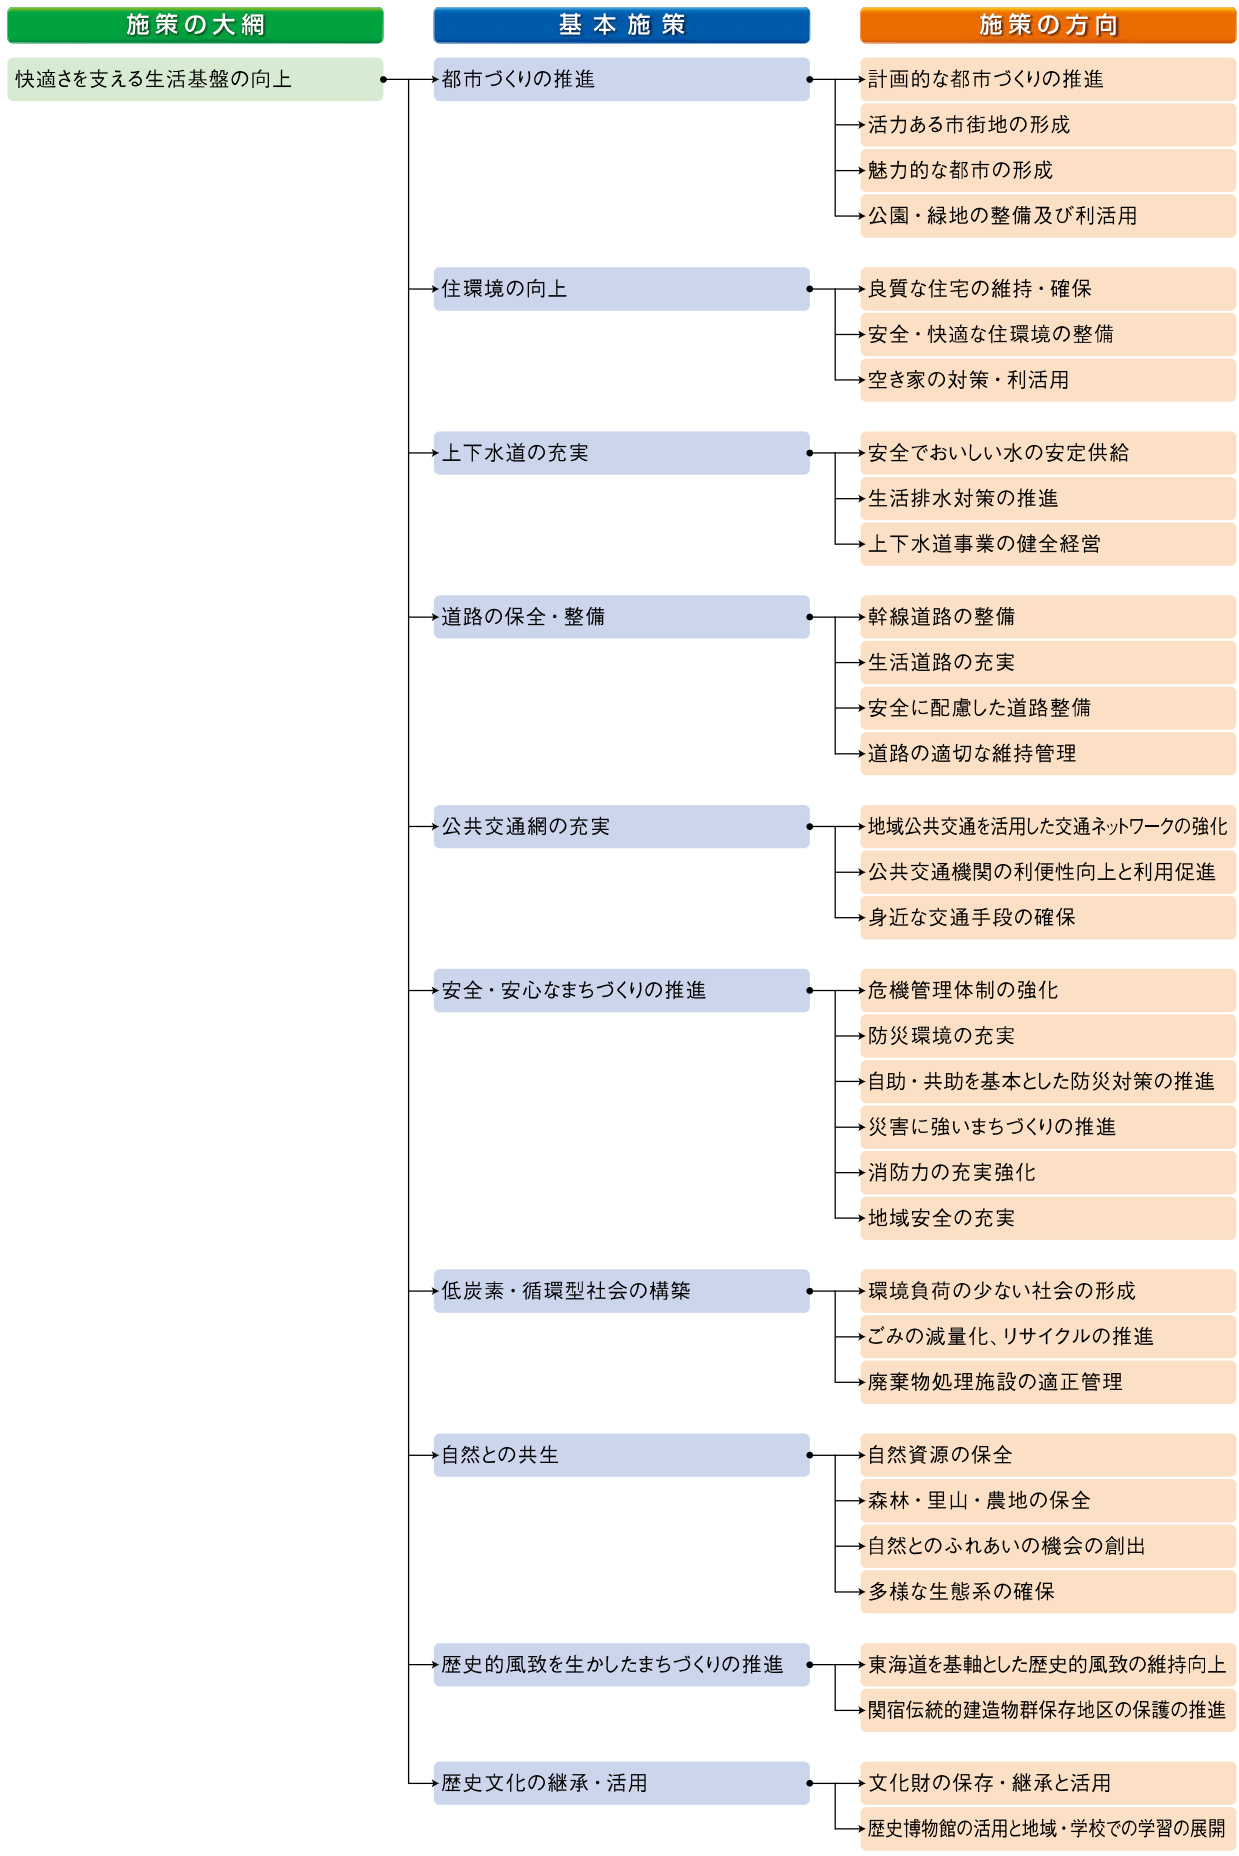 施策の大綱
基本施策
施策の方向
快適さを支える生活基盤の向上
都市づくりの推進
計画的な都市づくりの推進
活力ある市街地の形成
魅力的な都市の形成
公園・緑地の整備及び利活用
住環境の向上
良質な住宅の維持・確保
安全・快適な住環境の整備
空き家の対策・利活用
上下水道の充実
安全でおいしい水の安定供給
生活排水対策の推進
上下水道事業の健全経営
道路の保全・整備
幹線道路の整備
生活道路の充実
安全に配慮した道路整備
道路の適切な維持管理
公共交通網の充実
地域公共交通を活用した交通ネットワークの強化
公共交通機関の利便性向上と利用促進
身近な交通手段の確保
安全・安心なまちづくりの推進
危機管理体制の強化
防災環境の充実
自助・共助を基本とした防災対策の推進
災害に強いまちづくりの推進
消防力の充実強化
地域安全の充実
低炭素・循環型社会の構築
環境負荷の少ない社会の形成
ごみの減量化、リサイクルの推進
廃棄物処理施設の適正管理
自然との共生
自然資源の保全
森林・里山・農地の保全
自然とのふれあいの機会の創出
多様な生態系の確保
歴史的風致を生かしたまちづくりの推進
東海道を基軸とした歴史的風致の維持向上
関宿伝統的建造物群保存地区の保護の推進
歴史文化の継承・活用
文化財の保存・継承と活用
歴史博物館の活用と地域・学校での学習の展開